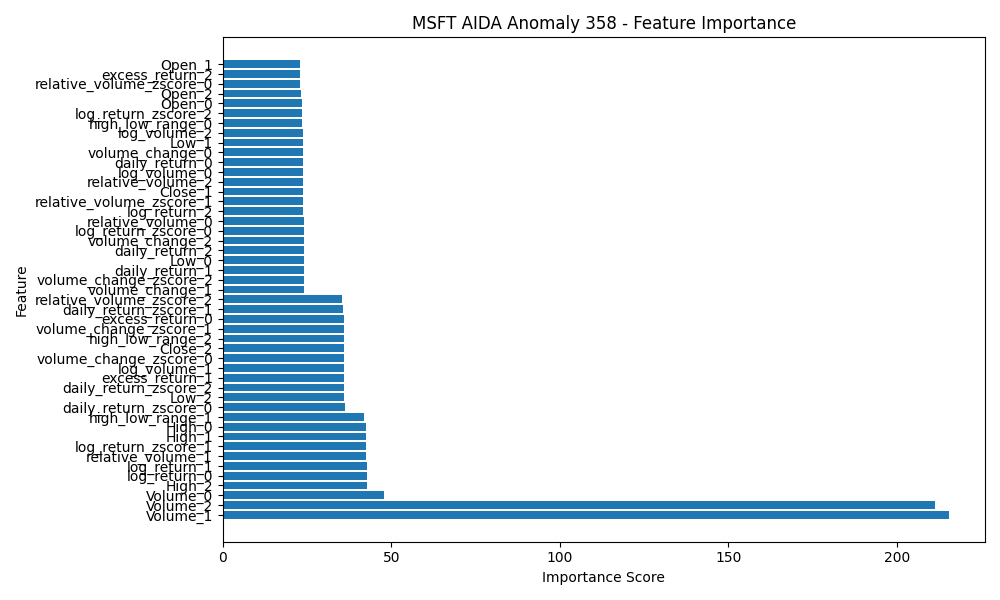 MSFT AIDA Anomaly 358 - Feature Importance
Open_1
excess_return_2
relative_volume_zscore_0
Open_2
Open_0
log_return_zscore_2
high_low_range_0
log_volume_2
Low_1
volume_change_0
daily_return_0
log_volume_0
relative_volume_2
Close_1
relative_volume_zscore_1
log_return_2
relative_volume_0
log_return_zscore_0
volume_change_2
daily_return_2
Low_0
daily_return_1
volume_change_zscore_2
volume_change_1
relative_volume_zscore_2
daily_return_zscore_1
excess_return_0
volume_change_zscore_1
high_low_range_2
Close_2
volume_change_zscore_0
log_volume_1
excess_return_1
daily_return_zscore_2
Low_2
daily_return_zscore_0
high_low_range_1
High_0
High_1
log_return_zscore_1
relative_volume_1
log_return_1
log_return_0
High_2
Volume_0
Volume_2
Volume_1
Feature
0 50 100 150 200
Importance Score